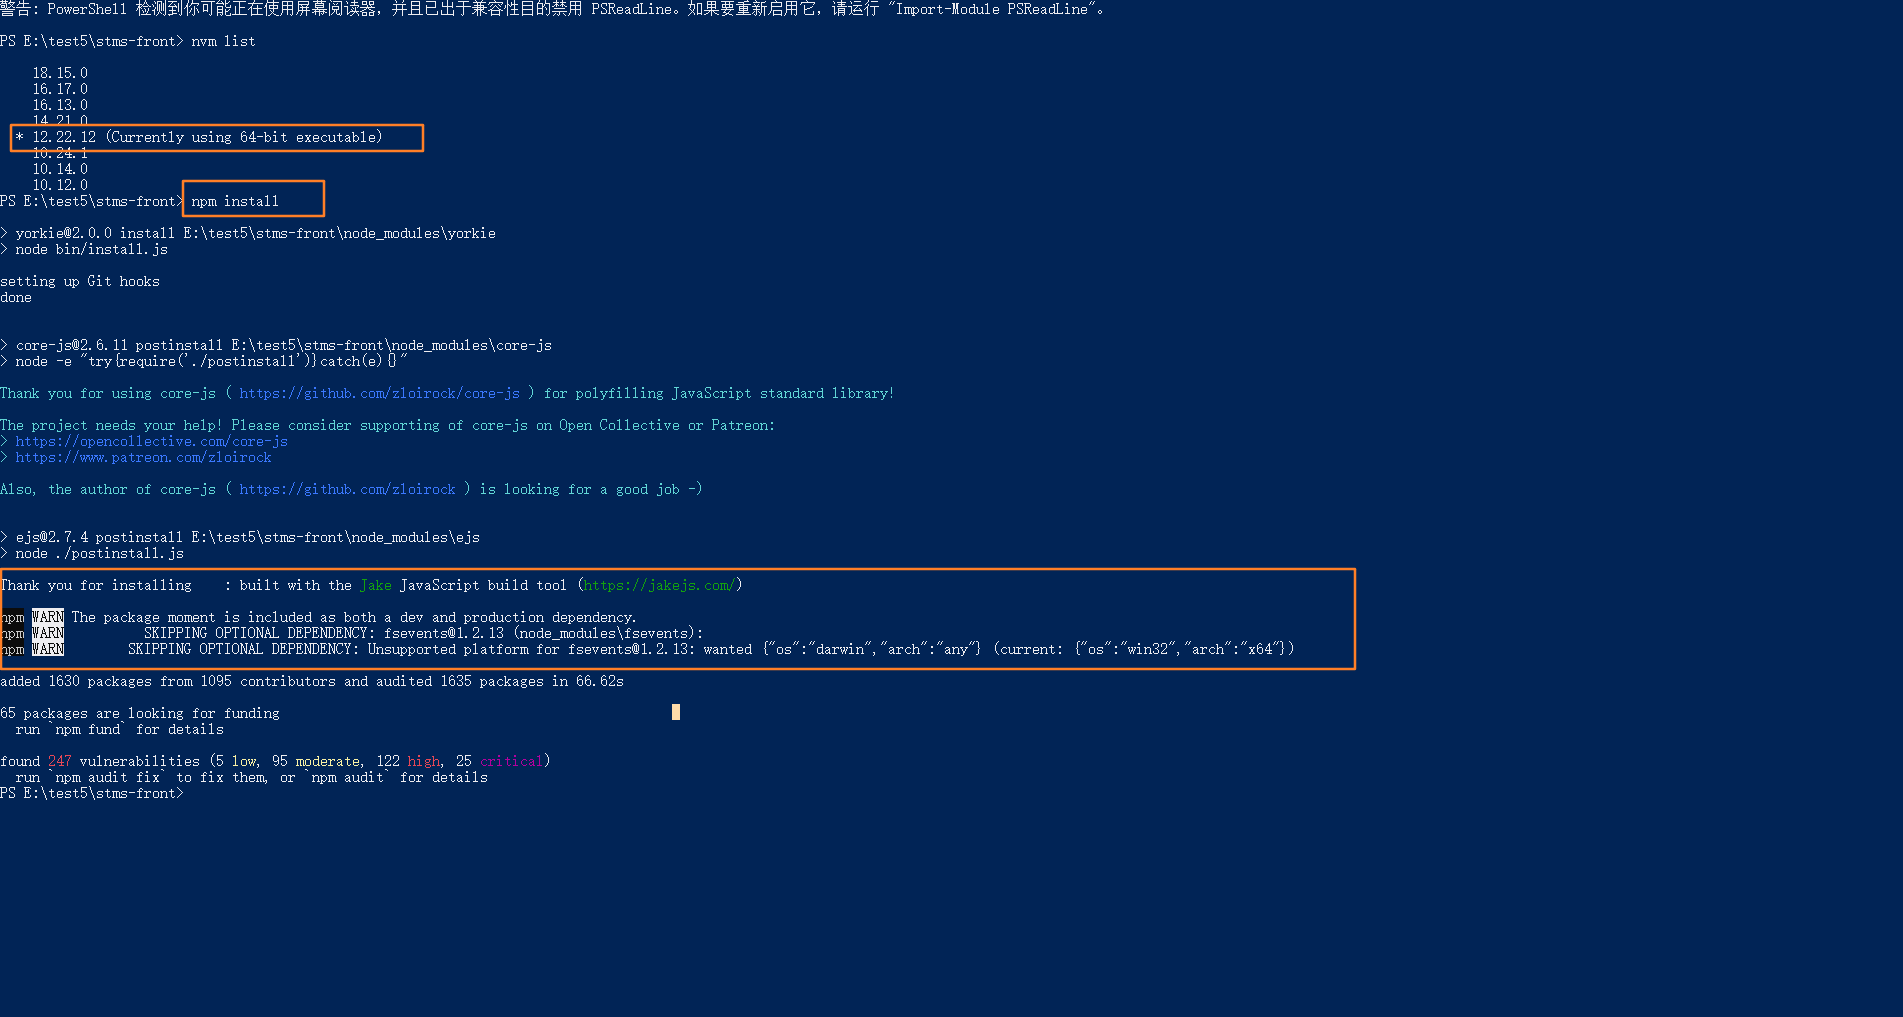 警告: PowerShell 检测到你可能正在使用屏幕阅读器，并且已出于兼容性目的禁用 PSReadLine。如果要重新启用它，请运行 "Import-Module PSReadLine"。
PS E:\test5\stms-front> nvm list
18.15.0
16.17.0
16.13.0
14.21.0
* 12.22.12 (Currently using 64-bit executable)
10.24.1
10.14.0
10.12.0
PS E:\test5\stms-front> npm install
> yorkie@2.0.0 install E:\test5\stms-front\node_modules\yorkie
> node bin/install.js
setting up Git hooks
done
> core-js@2.6.11 postinstall E:\test5\stms-front\node_modules\core-js
> node -e "try{require('./postinstall')}catch(e){}"
Thank you for using core-js ( https://github.com/zloirock/core-js ) for polyfilling JavaScript standard library!
The project needs your help! Please consider supporting of core-js on Open Collective or Patreon:
> https://opencollective.com/core-js
> https://www.patreon.com/zloirock
Also, the author of core-js ( https://github.com/zloirock ) is looking for a good job -)
> ejs@2.7.4 postinstall E:\test5\stms-front\node_modules\ejs
> node ./postinstall.js
Thank you for installing : built with the Jake JavaScript build tool (https://jakejs.com/)
npm WARN The package moment is included as both a dev and production dependency.
npm WARN SKIPPING OPTIONAL DEPENDENCY: fsevents@1.2.13 (node_modules\fsevents):
npm WARN SKIPPING OPTIONAL DEPENDENCY: Unsupported platform for fsevents@1.2.13: wanted {"os":"darwin","arch":"any"} (current: {"os":"win32","arch":"x64"})
added 1630 packages from 1095 contributors and audited 1635 packages in 66.62s
65 packages are looking for funding
run `npm fund` for details
found 247 vulnerabilities (5 low, 95 moderate, 122 high, 25 critical)
run `npm audit fix` to fix them, or `npm audit` for details
PS E:\test5\stms-front>